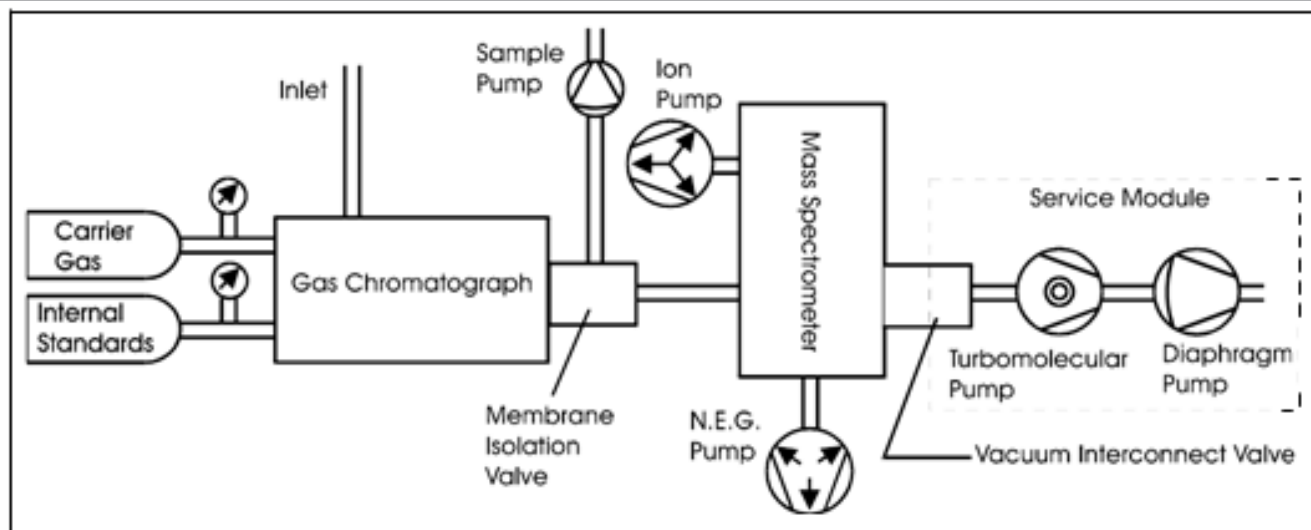 Sample
Pump
Ion
Pump
Inlet
Mass Spectrometer
Service Module
Carrier
Gas
Gas Chromatograph
Internal
Standards
Turbomolecular
Pump
Diaphragm
Pump
Membrane
Isolation
Valve
N.E.G.
Pump
Vacuum Interconnect Valve